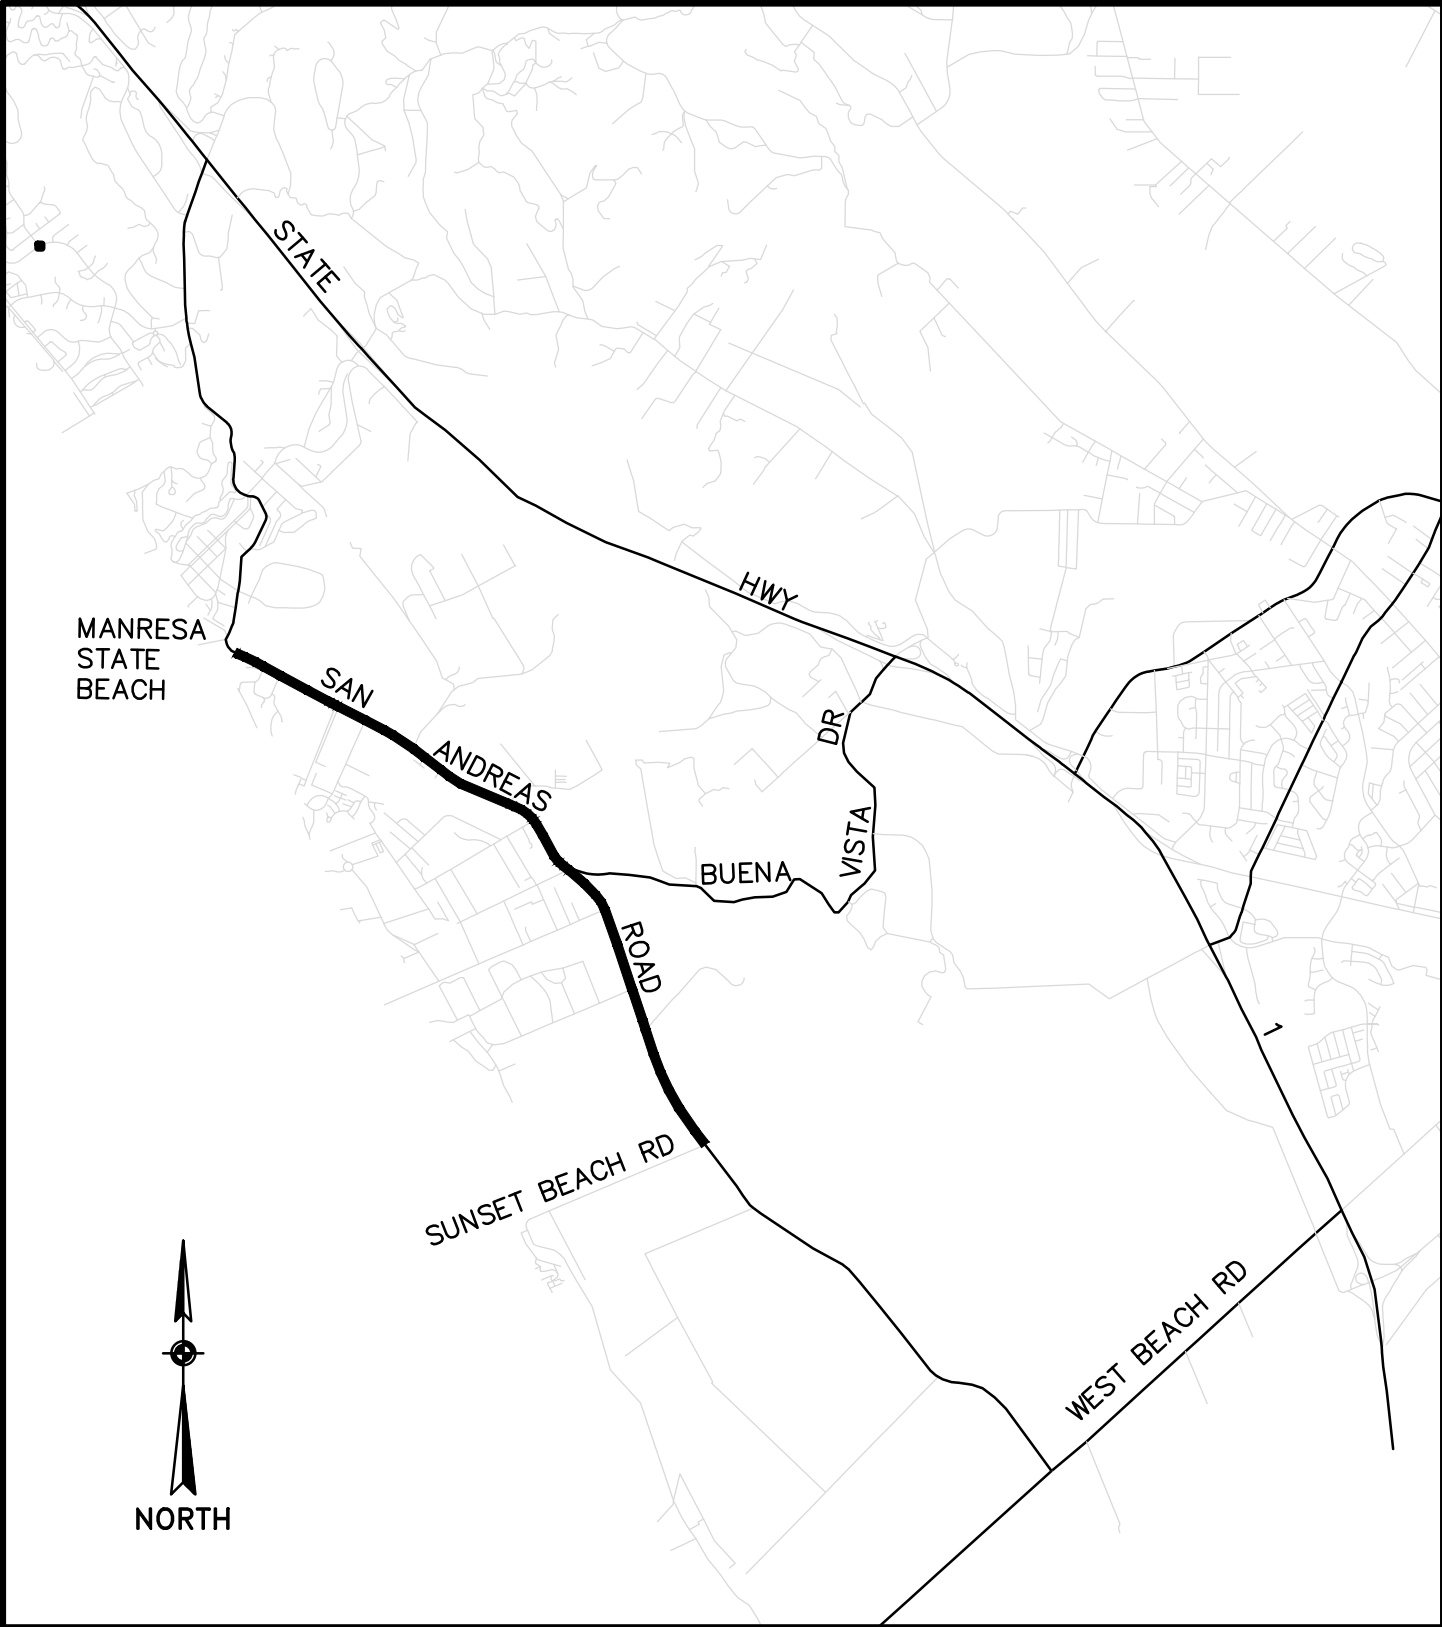 STATE
HWY
MANRESA
STATE
BEACH
SAN
ANDREAS
DR
VISTA
BUENA
ROAD
1
SUNSET BEACH RD
WEST BEACH RD
NORTH